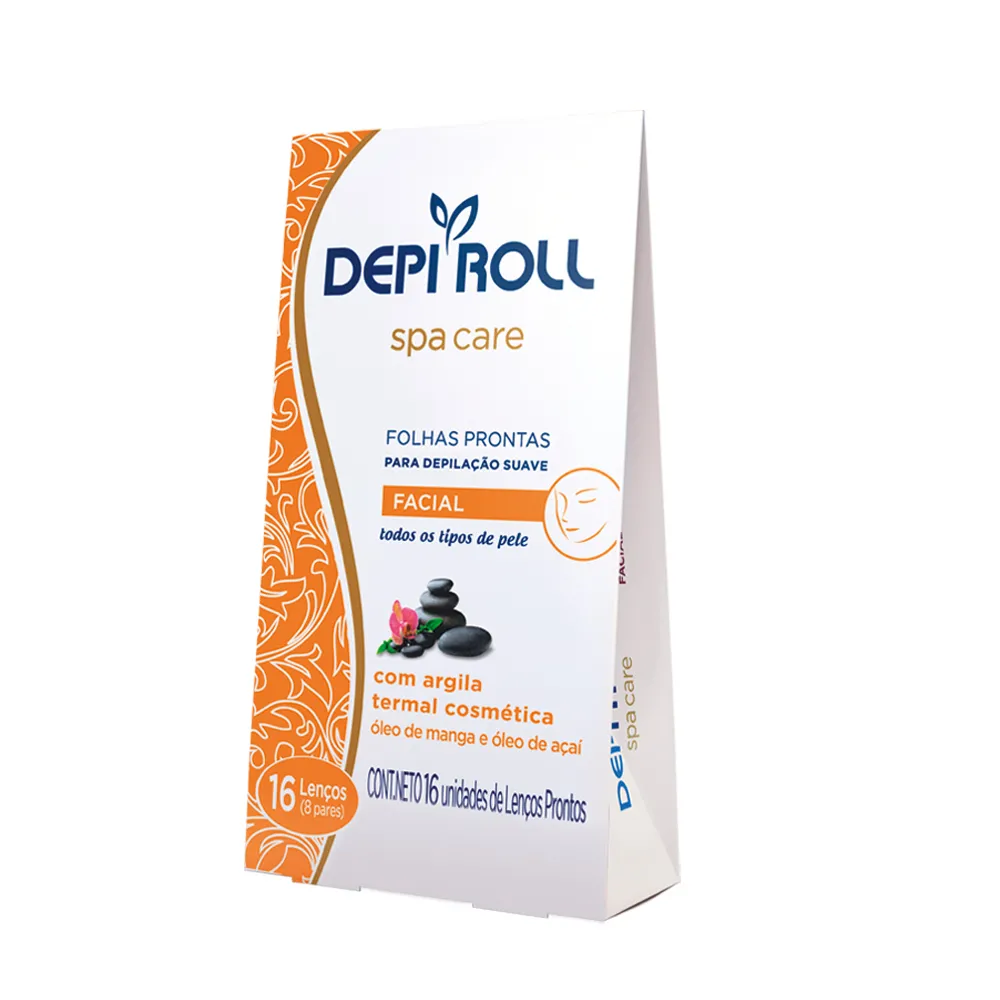 DEPI ROLL
spa care
FOLHAS PRONTAS
PARA DEPILAÇÃO SUAVE
FACIAL
todos os tipos de pele
com argila
termal cosmética
óleo de manga e óleo de açaí
16 Lenços
(8 pares)
CONT.NETO 16 unidades de Lenços Prontos
spa care